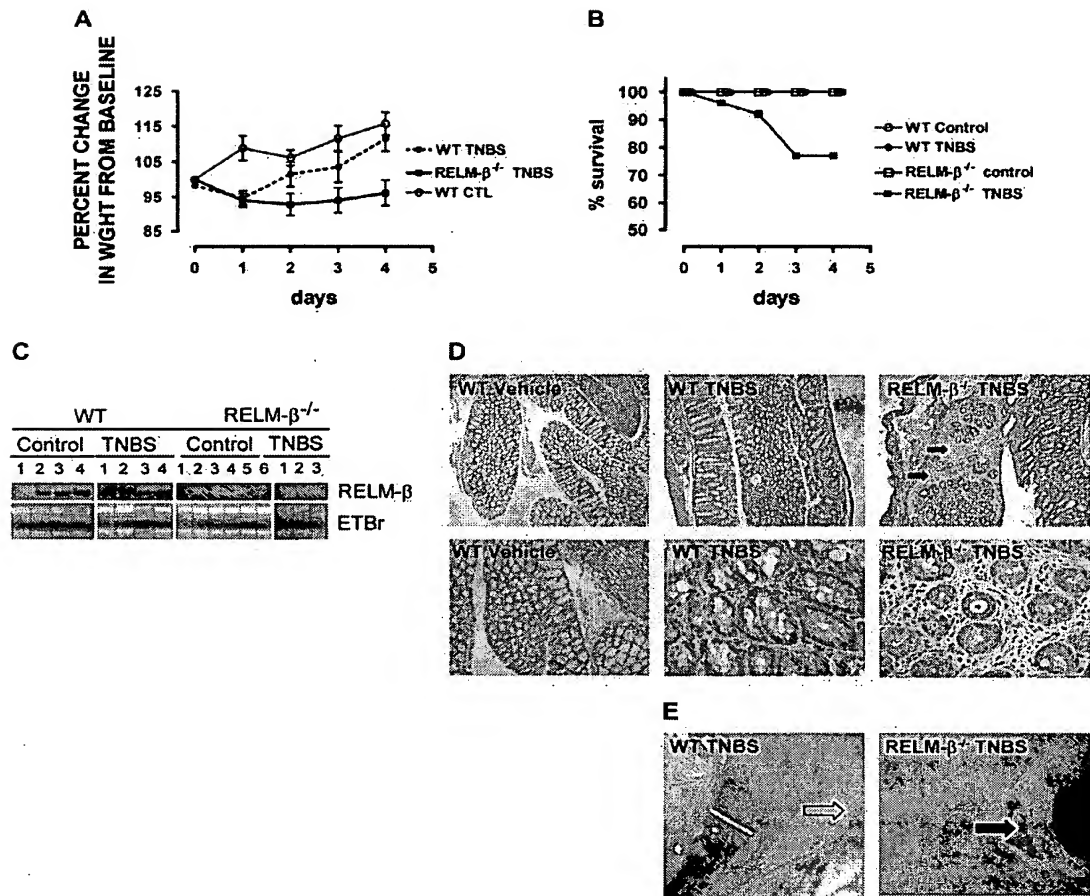 A
PERCENT CHANGE
IN WGHT FROM BASELINE
125
115
105
95
85
0 1 2 3 4 5
days
WT TNBS
RELM-β-/- TNBS
WT CTL
B
% survival
100
90
80
70
60
50
0 1 2 3 4 5
days
WT Control
WT TNBS
RELM-β-/- control
RELM-β-/- TNBS
C
WT RELM-β-/-
Control TNBS Control TNBS
1 2 3 4 1 2 3 4 1 2 3 4 5 6 1 2 3
RELM-β
ETBr
D
WT Vehicle WT TNBS RELM-β-/- TNBS
WT Vehicle WT TNBS RELM-β-/- TNBS
E
WT TNBS RELM-β-/- TNBS